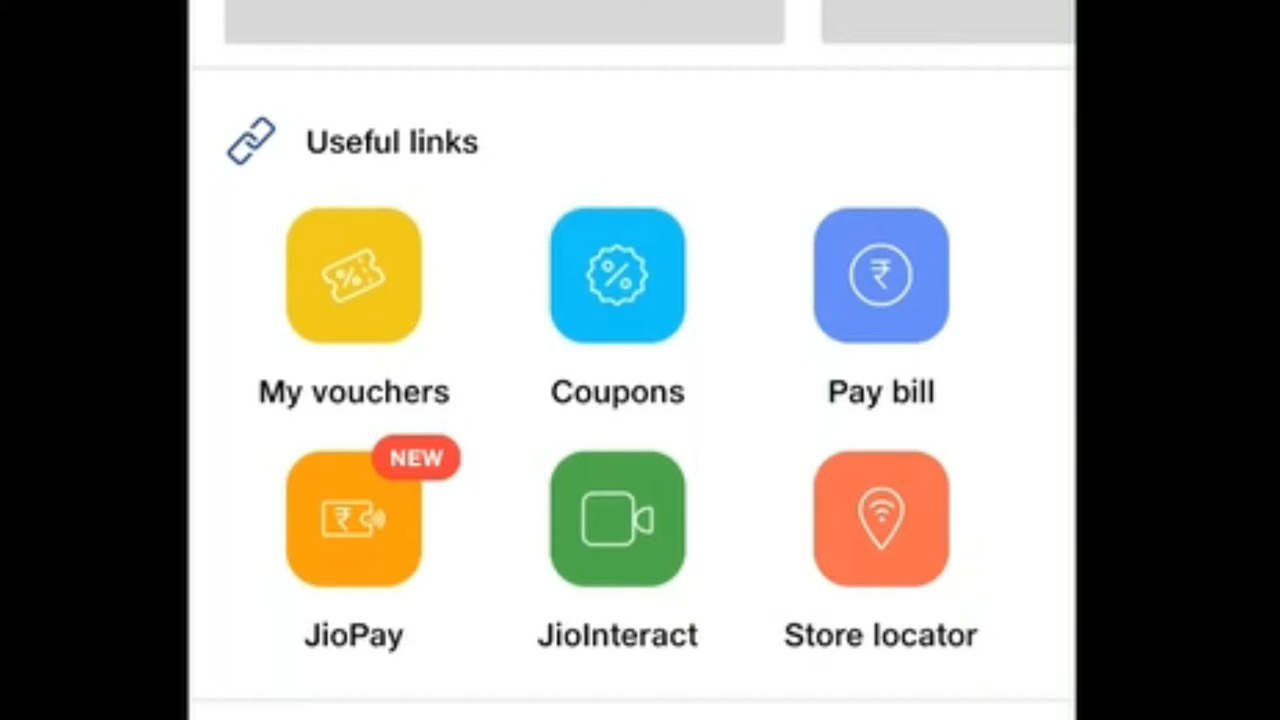 Useful links
My vouchers
Coupons
Pay bill
NEW
JioPay
JioInteract
Store locator